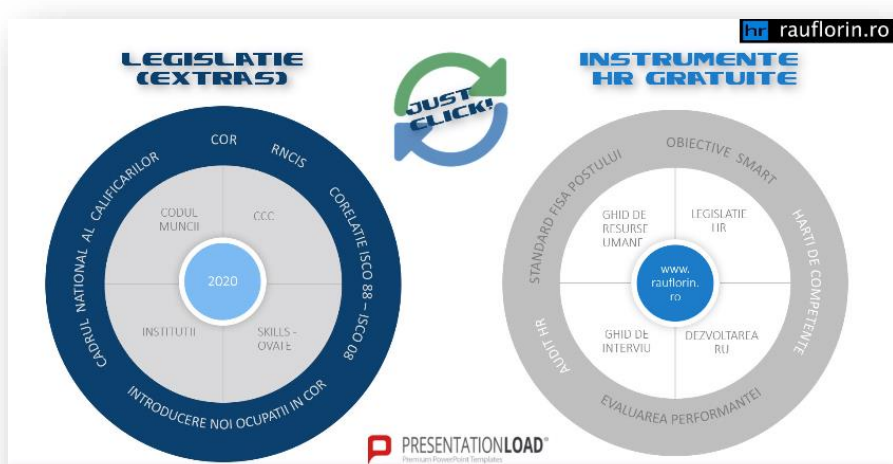 hr rauflorin.ro
LEGISLATIE
(EXTRAS)
INSTRUMENTE
HR GRATUITE
JUST
CLICK!
CADRUL NATIONAL AL CALIFICARILOR
COR
RNCIS
CORELATIE ISCO 88 – ISCO 08
INTRODUCERE NOI OCUPATII IN COR
CODUL
MUNCII
CCC
2020
INSTITUTII
SKILLS -
OVATE
STANDARD FISA POSTULUI
OBIECTIVE SMART
HARTI DE COMPETENTE
EVALUAREA PERFORMANTEI
AUDIT HR
GHID DE
RESURSE
UMANE
LEGISLATIE
HR
www.
rauflorin.
ro
GHID DE
INTERVIU
DEZVOLTAREA
RU
PRESENTATIONLOAD®
Premium PowerPoint Templates